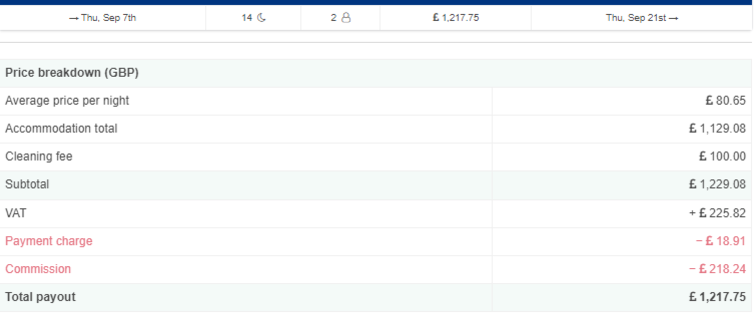 → Thu, Sep 7th 14 2 £ 1,217.75 Thu, Sep 21st →
Price breakdown (GBP)
Average price per night £ 80.65
Accommodation total £ 1,129.08
Cleaning fee £ 100.00
Subtotal £ 1,229.08
VAT + £ 225.82
Payment charge − £ 18.91
Commission − £ 218.24
Total payout £ 1,217.75